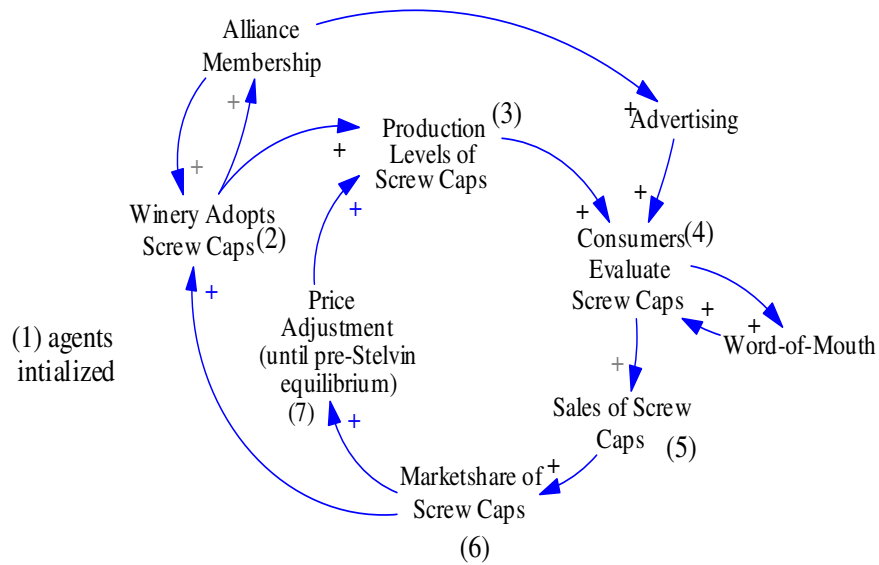 Alliance
Membership
+
+
+
Advertising
Production (3)
Levels of
Screw Caps
+
+
+
+
Winery Adopts
Screw Caps (2)
+
Consumers (4)
Evaluate
Screw Caps
+
+
Word-of-Mouth
(1) agents
intialized
Price
Adjustment
(until pre-Stelvin
equilibrium)
(7)
+
+
Sales of Screw
Caps (5)
Marketshare of
Screw Caps
+
(6)